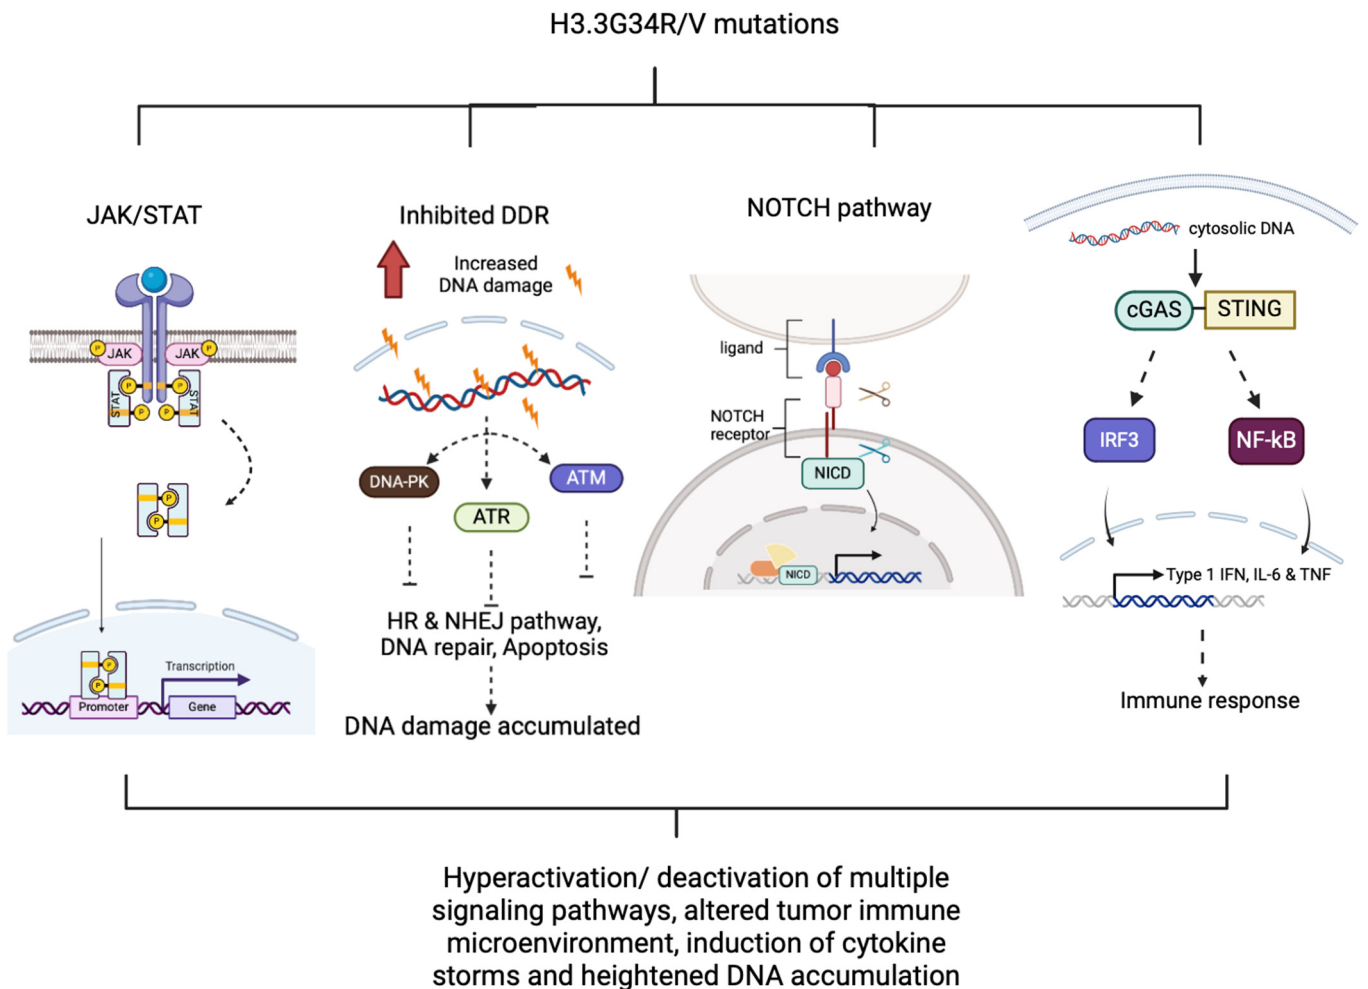 H3.3G34R/V mutations
JAK/STAT
JAK
JAK
P
P
STAT
STAT
P
P
P
P
P
P
P
P
Transcription
Promoter
Gene
Inhibited DDR
Increased
DNA damage
DNA-PK
ATM
ATR
HR & NHEJ pathway,
DNA repair, Apoptosis
DNA damage accumulated
NOTCH pathway
ligand
NOTCH
receptor
NICD
NICD
cytosolic DNA
cGAS
STING
IRF3
NF-kB
Type 1 IFN, IL-6 & TNF
Immune response
Hyperactivation/ deactivation of multiple
signaling pathways, altered tumor immune
microenvironment, induction of cytokine
storms and heightened DNA accumulation